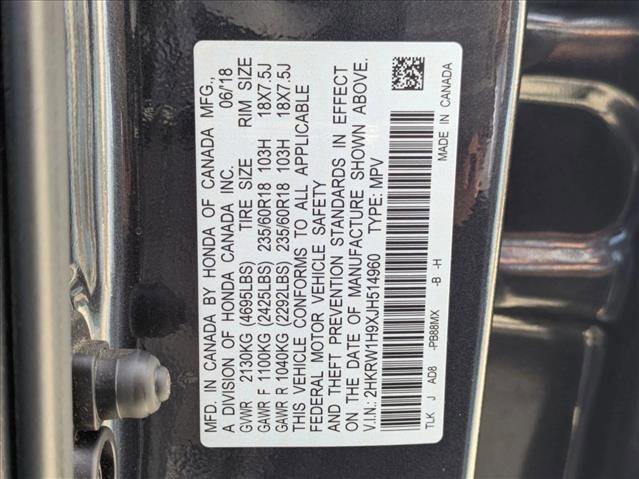 MFD. IN CANADA BY HONDA OF CANADA MFG.,
A DIVISION OF HONDA CANADA INC. 06/18
GVWR 2130KG (4695LBS) TIRE SIZE RIM SIZE
GAWR F 1100KG (2425LBS) 235/60R18 103H 18X7.5J
GAWR R 1040KG (2292LBS) 235/60R18 103H 18X7.5J
THIS VEHICLE CONFORMS TO ALL APPLICABLE
FEDERAL MOTOR VEHICLE SAFETY
AND THEFT PREVENTION STANDARDS IN EFFECT
ON THE DATE OF MANUFACTURE SHOWN ABOVE.
V.I.N.: 2HKRW1H9XJH514960 TYPE: MPV
TLK J AD8 -PB88MX -B -H MADE IN CANADA